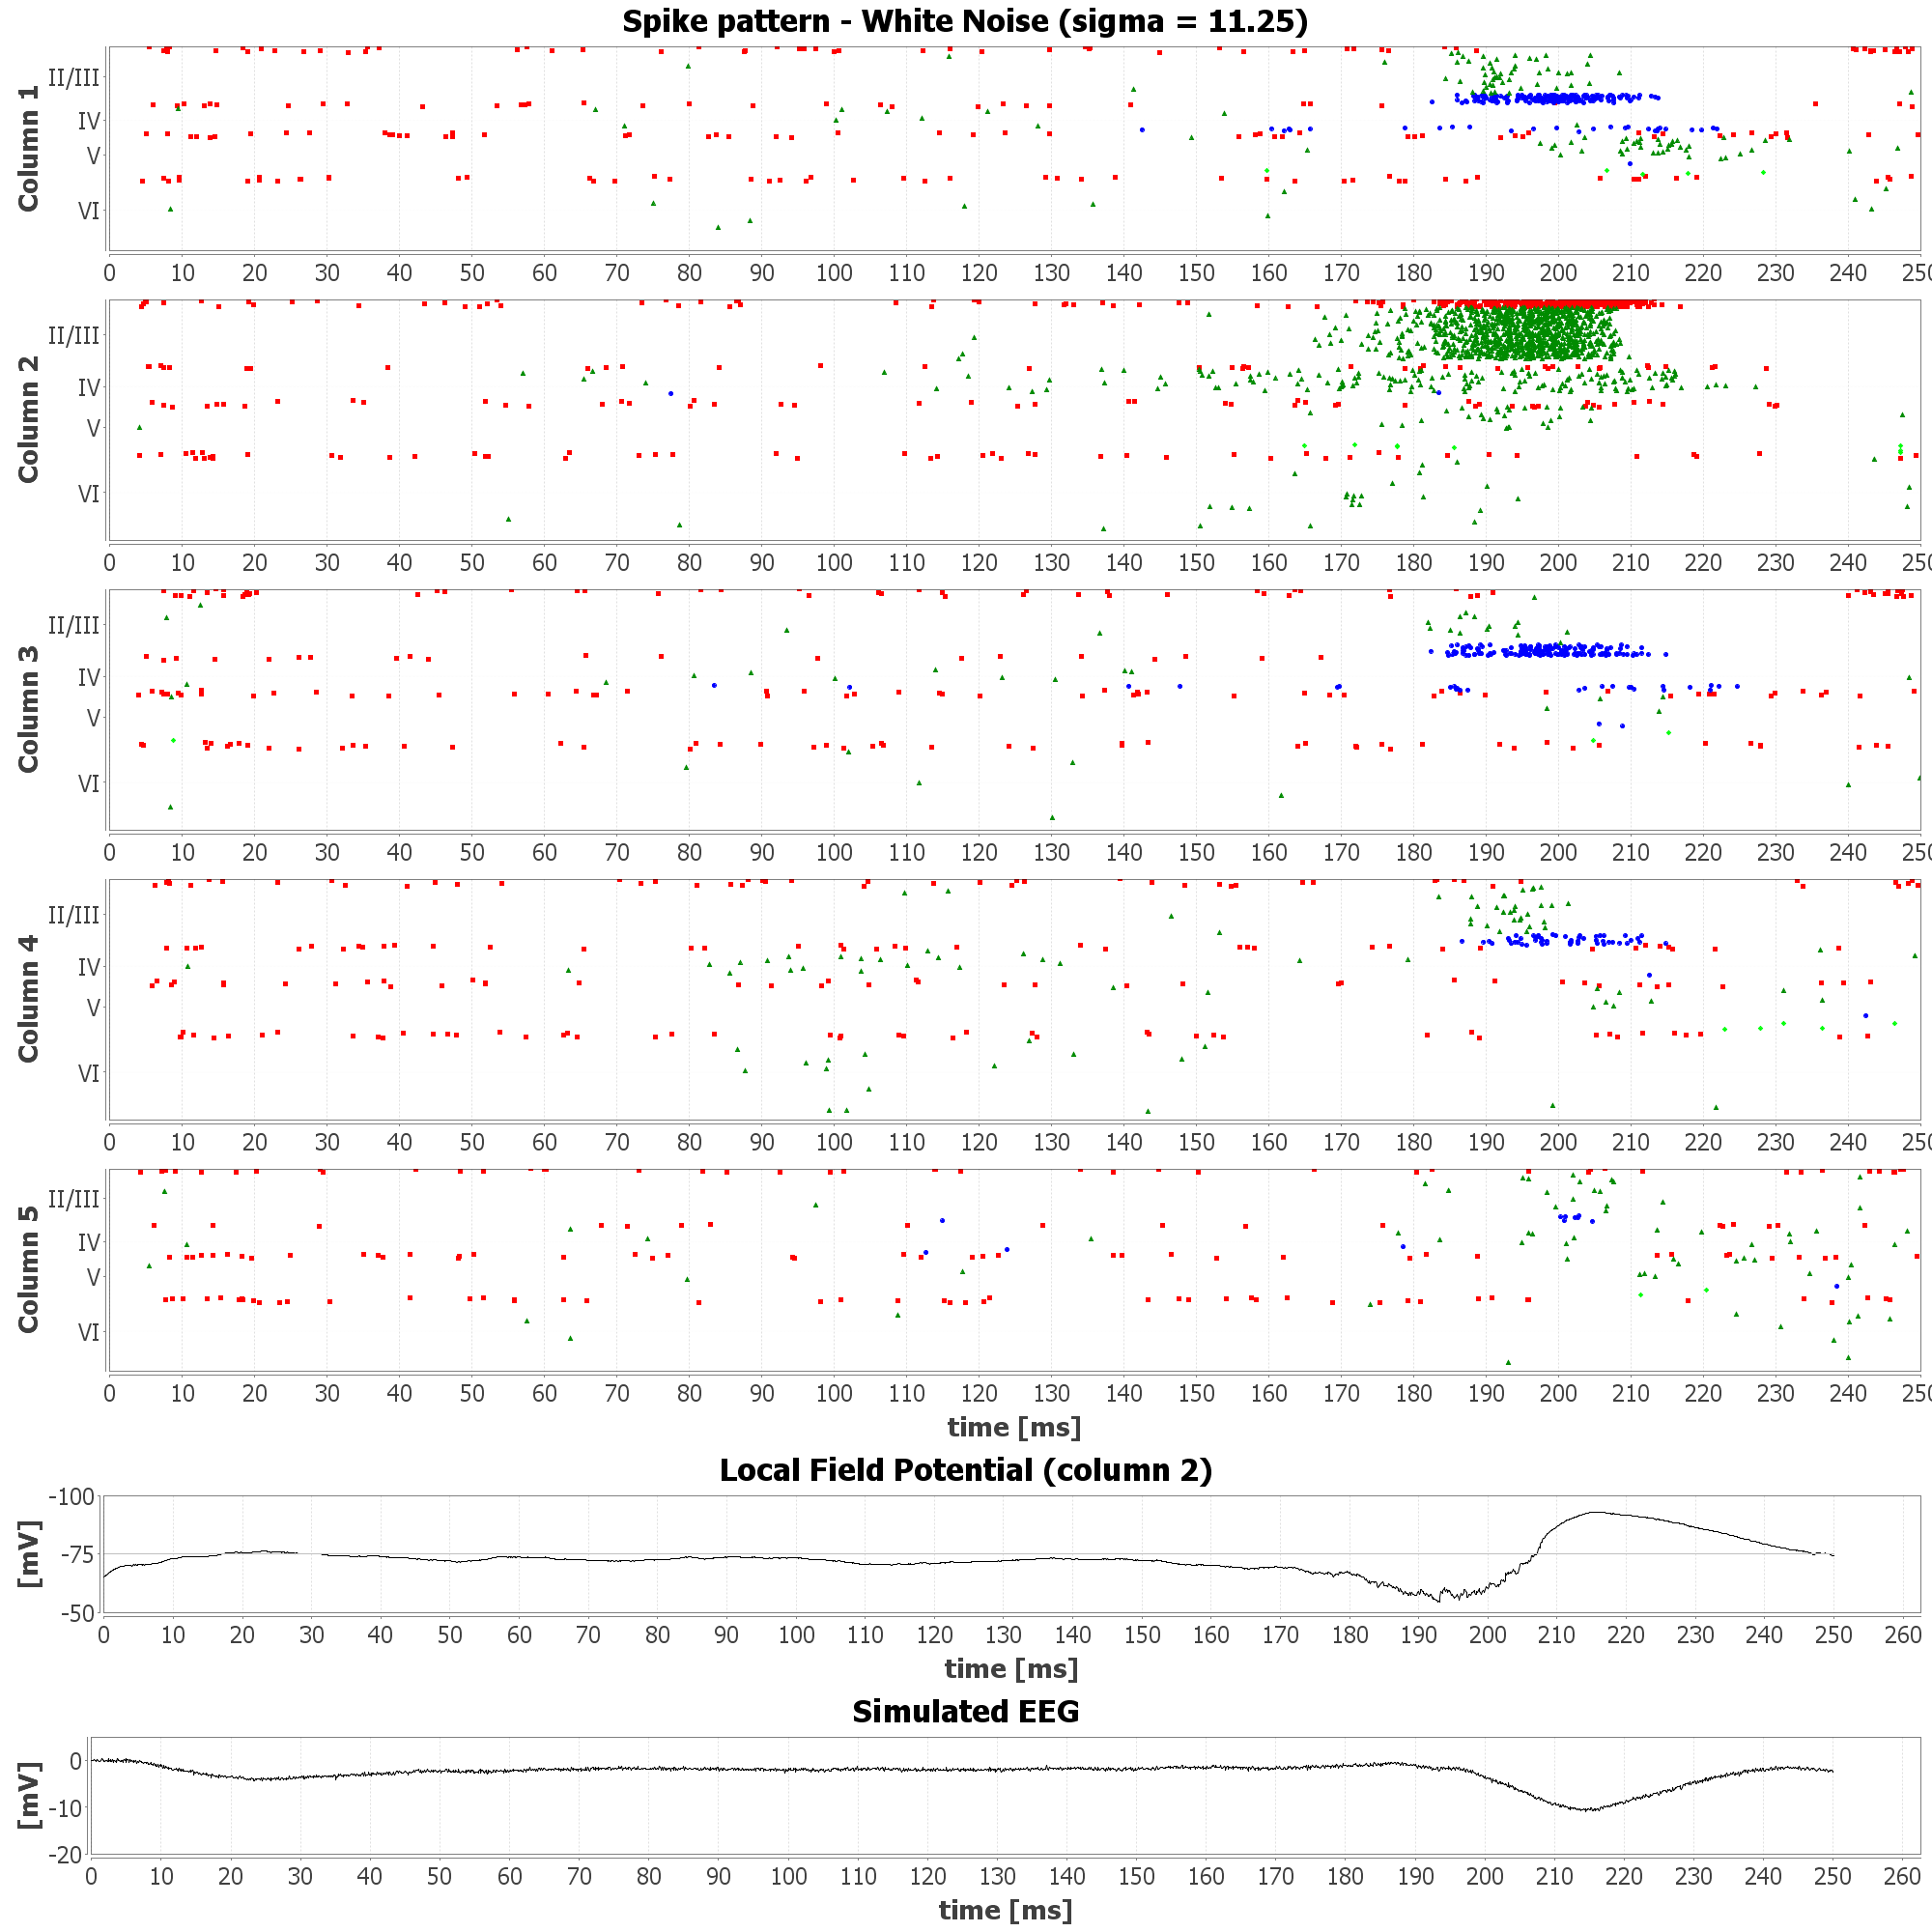 Spike pattern - White Noise (sigma = 11.25)
Column 1
II/III
IV
V
VI
0 10 20 30 40 50 60 70 80 90 100 110 120 130 140 150 160 170 180 190 200 210 220 230 240 250
Column 2
II/III
IV
V
VI
0 10 20 30 40 50 60 70 80 90 100 110 120 130 140 150 160 170 180 190 200 210 220 230 240 250
Column 3
II/III
IV
V
VI
0 10 20 30 40 50 60 70 80 90 100 110 120 130 140 150 160 170 180 190 200 210 220 230 240 250
Column 4
II/III
IV
V
VI
0 10 20 30 40 50 60 70 80 90 100 110 120 130 140 150 160 170 180 190 200 210 220 230 240 250
Column 5
II/III
IV
V
VI
0 10 20 30 40 50 60 70 80 90 100 110 120 130 140 150 160 170 180 190 200 210 220 230 240 250
time [ms]
Local Field Potential (column 2)
[mV]
-100
-75
-50
0 10 20 30 40 50 60 70 80 90 100 110 120 130 140 150 160 170 180 190 200 210 220 230 240 250 260
time [ms]
Simulated EEG
[mV]
0
-10
-20
0 10 20 30 40 50 60 70 80 90 100 110 120 130 140 150 160 170 180 190 200 210 220 230 240 250 260
time [ms]